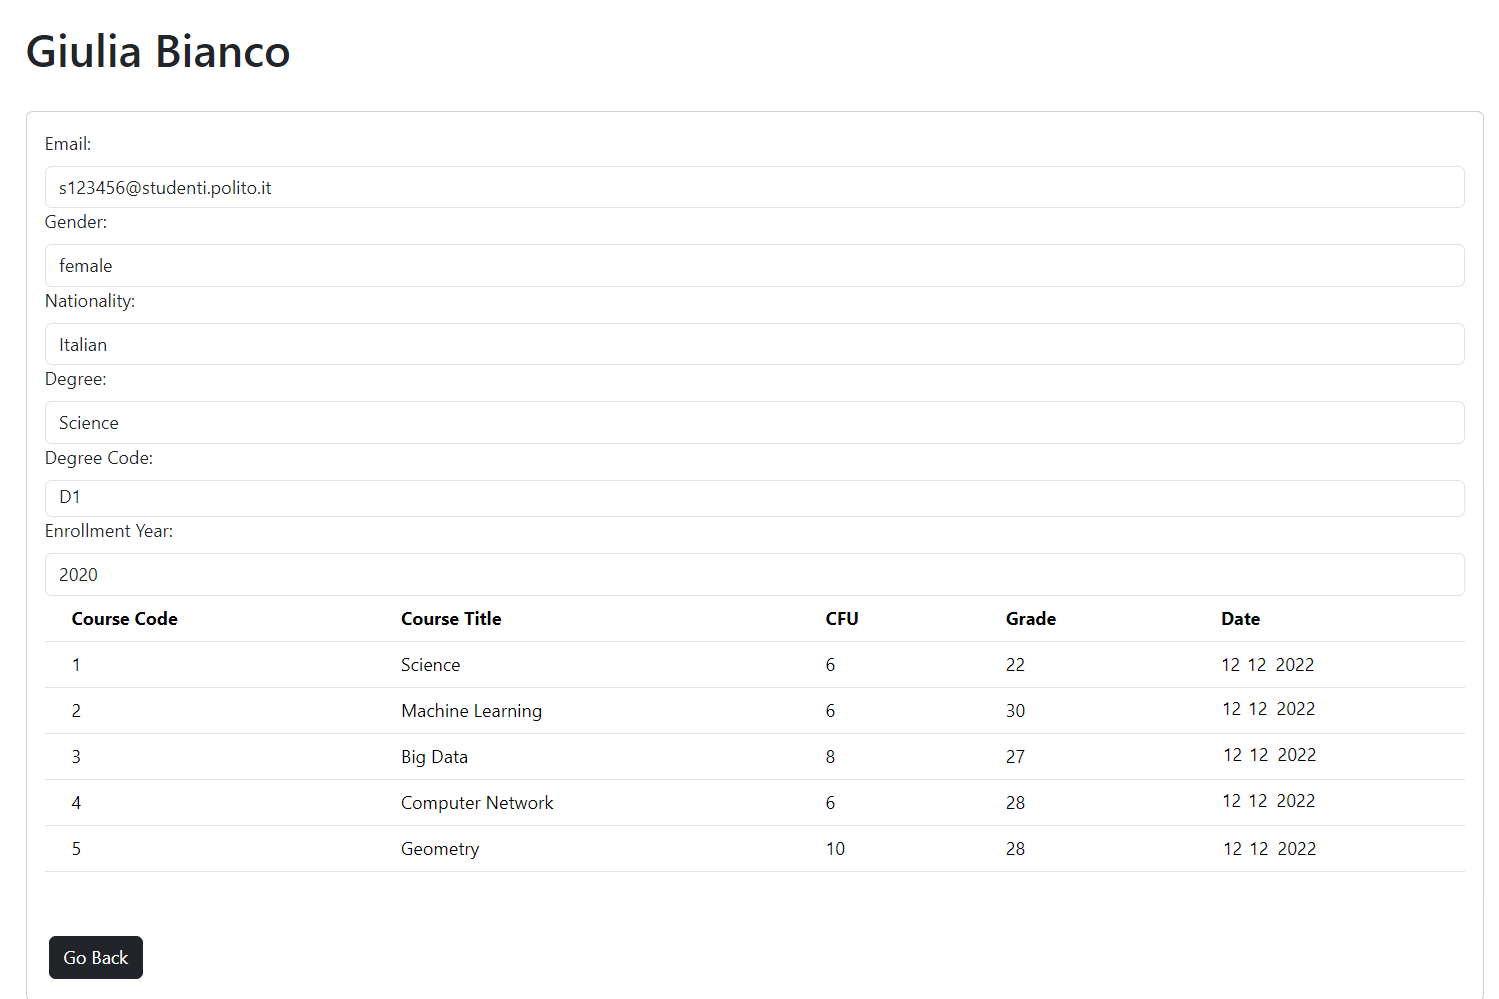 Giulia Bianco
Email:
s123456@studenti.polito.it
Gender:
female
Nationality:
Italian
Degree:
Science
Degree Code:
D1
Enrollment Year:
2020
Course Code Course Title CFU Grade Date
1 Science 6 22 12 12 2022
2 Machine Learning 6 30 12 12 2022
3 Big Data 8 27 12 12 2022
4 Computer Network 6 28 12 12 2022
5 Geometry 10 28 12 12 2022
Go Back